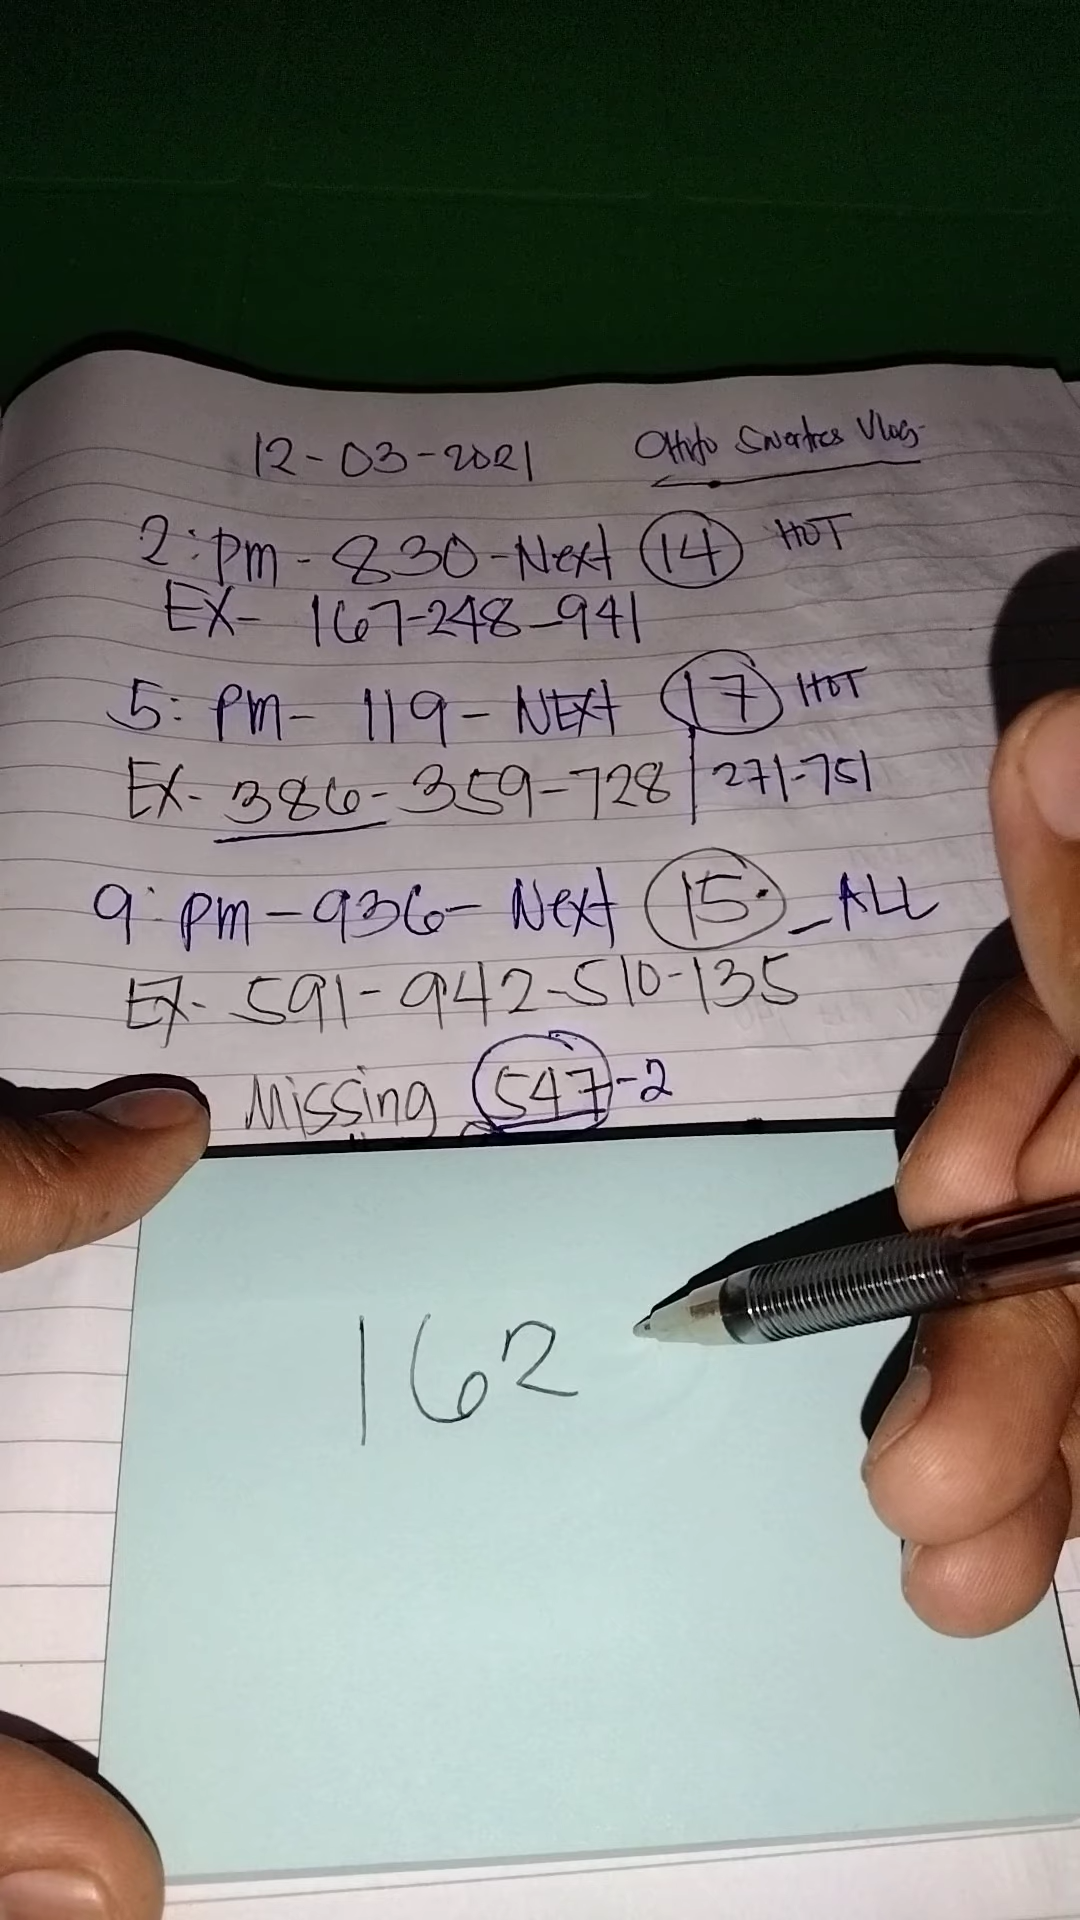 12-03-2021 Swertres Vlog
2:pm-830-Next 14 HOT
EX- 167-248-941
5: pm- 119- NEXt 17 HOT
EX- 386- 359-728 | 271-751
9:pm-936- Next 15. -ALL
EX- 591-942-510-135
Missing 547-2
162